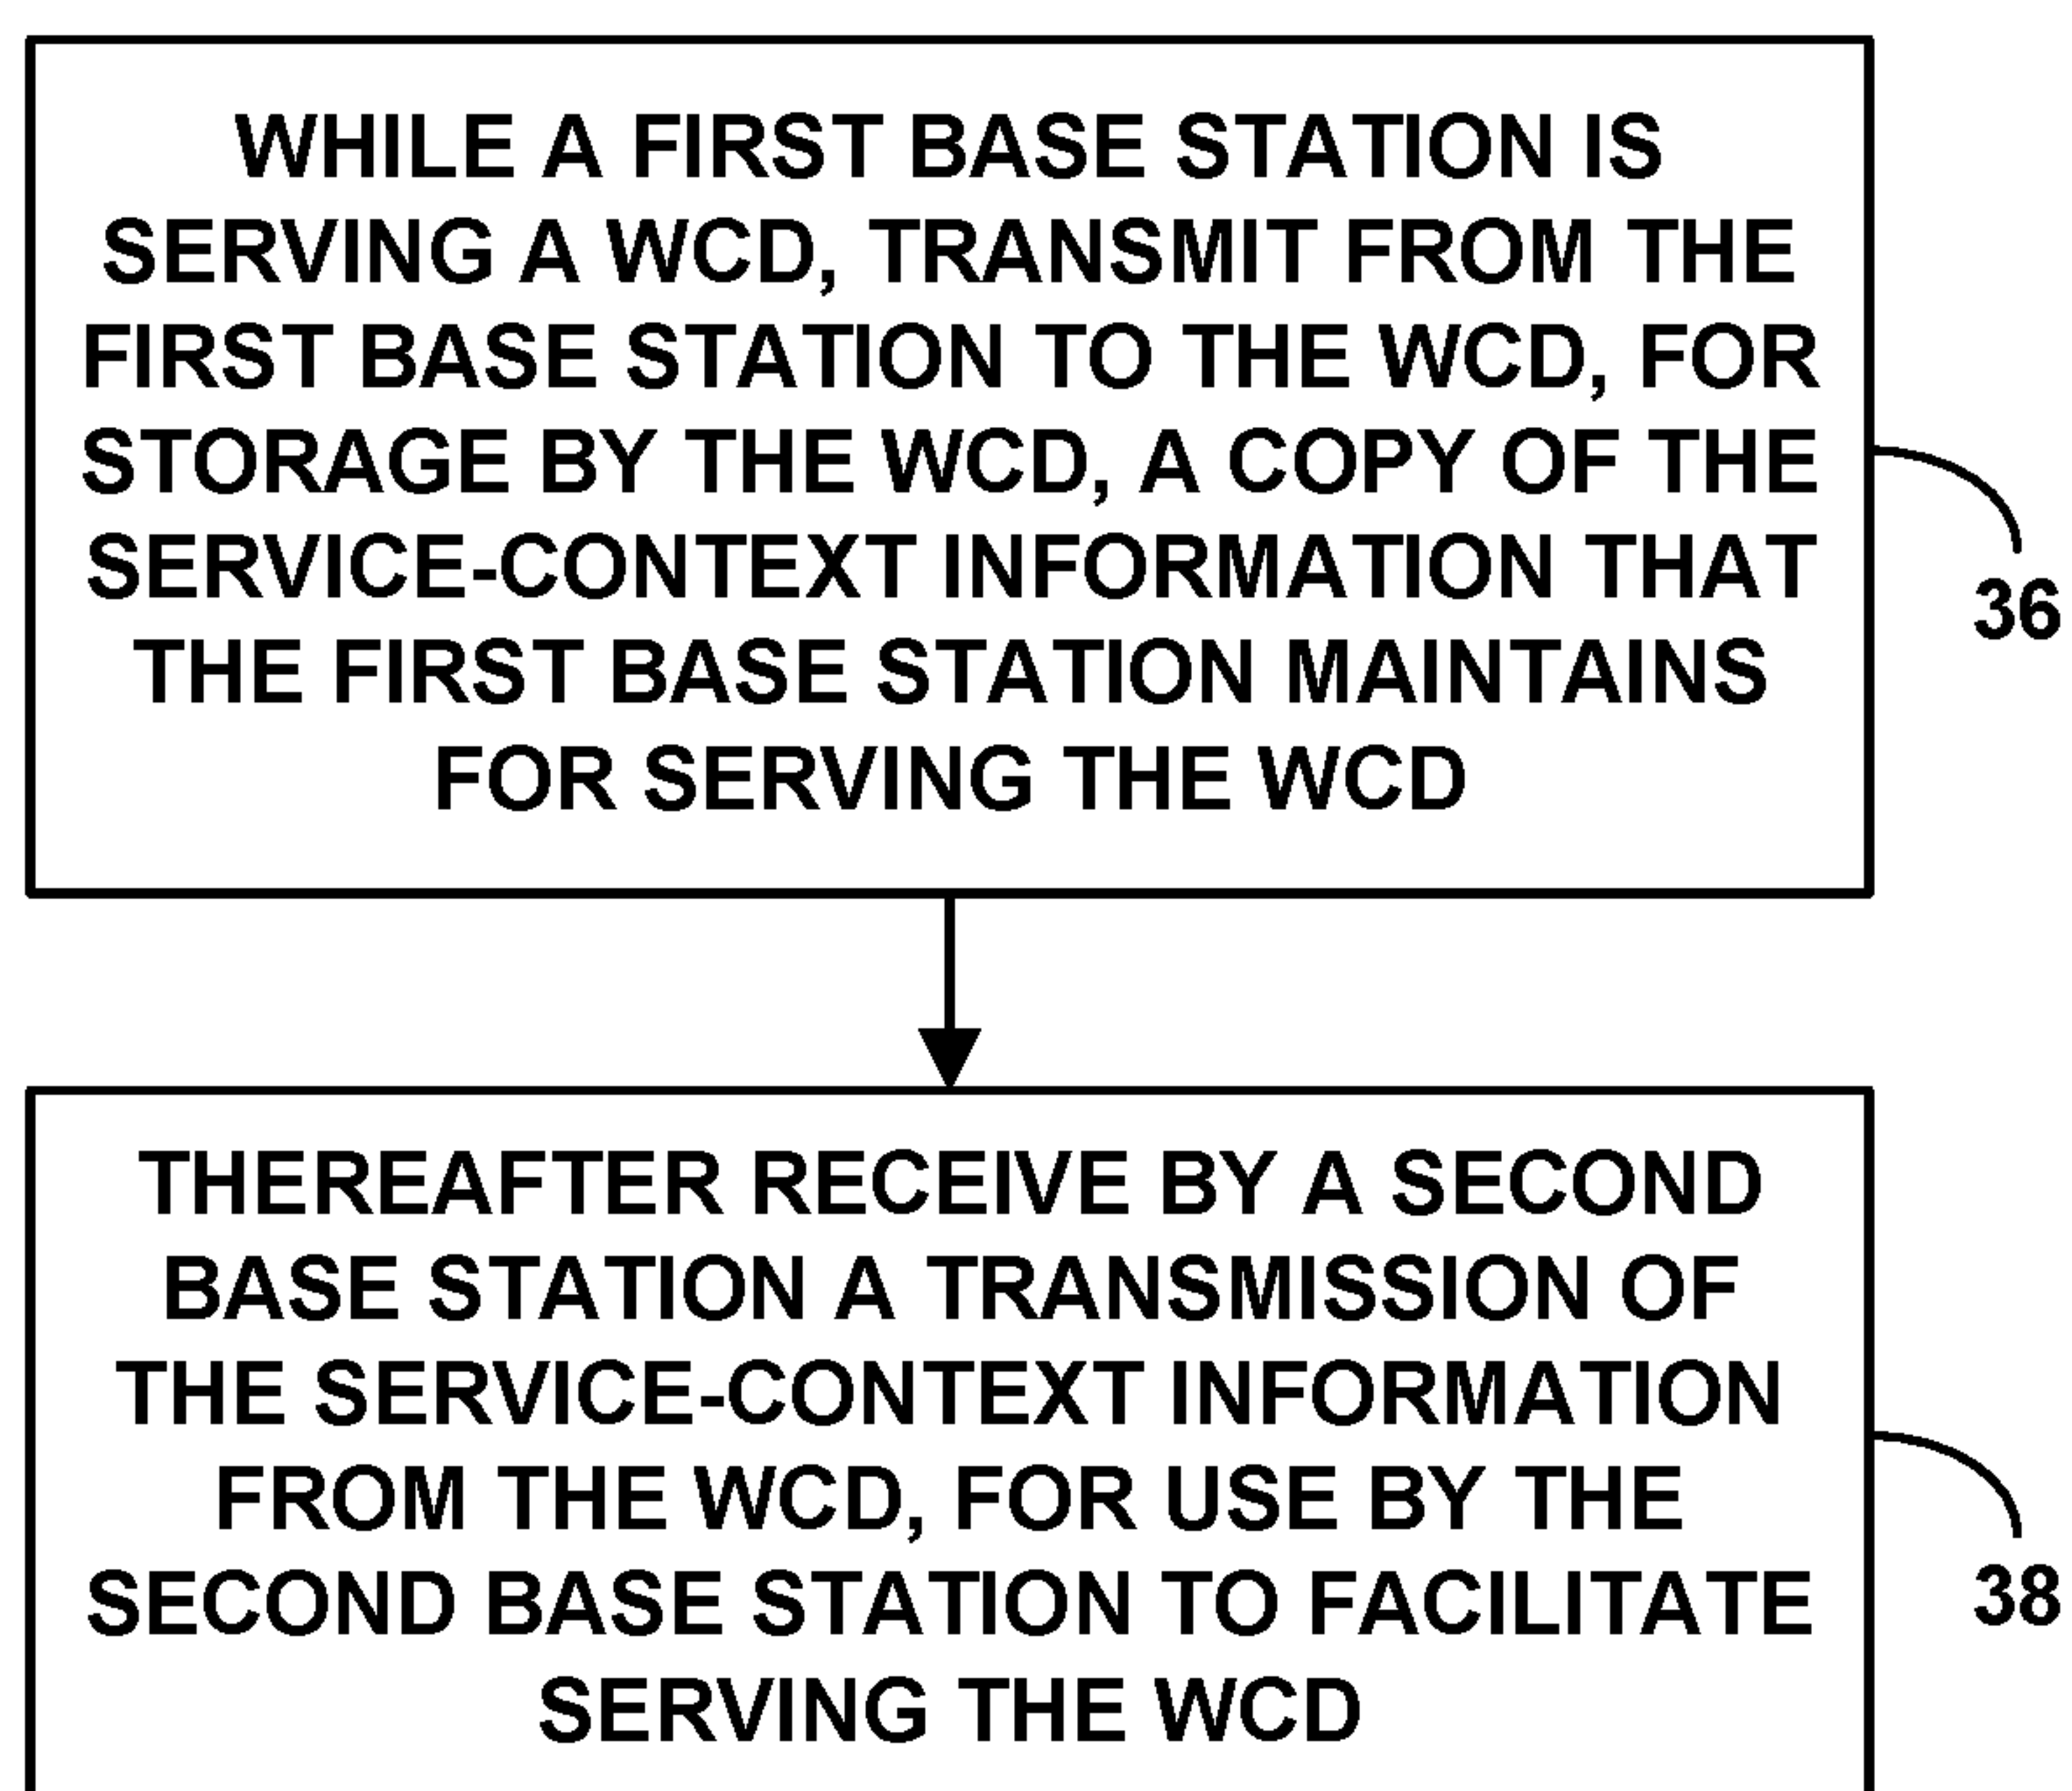 WHILE A FIRST BASE STATION IS
SERVING A WCD, TRANSMIT FROM THE
FIRST BASE STATION TO THE WCD, FOR
STORAGE BY THE WCD, A COPY OF THE
SERVICE-CONTEXT INFORMATION THAT
THE FIRST BASE STATION MAINTAINS
FOR SERVING THE WCD
36
THEREAFTER RECEIVE BY A SECOND
BASE STATION A TRANSMISSION OF
THE SERVICE-CONTEXT INFORMATION
FROM THE WCD, FOR USE BY THE
SECOND BASE STATION TO FACILITATE
SERVING THE WCD
38